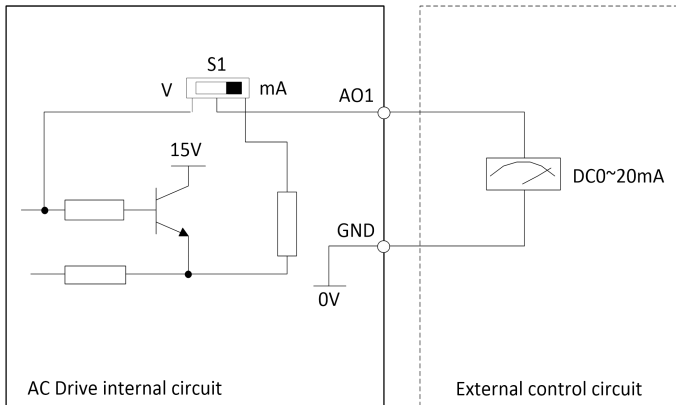 S1
V
mA
AO1
15V
DC0~20mA
GND
0V
AC Drive internal circuit
External control circuit